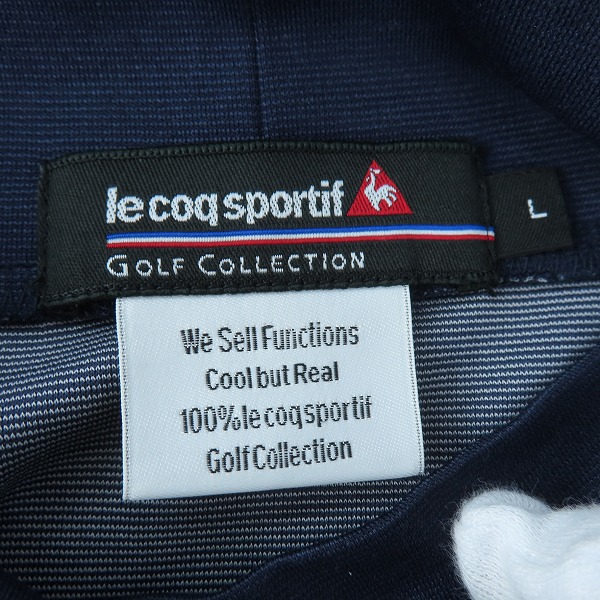 le coq sportif
GOLF COLLECTION
L
We Sell Functions
Cool but Real
100% le coq sportif
Golf Collection